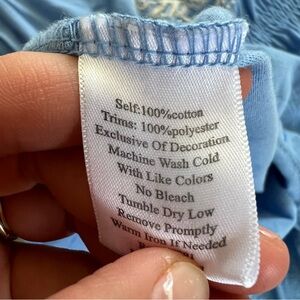 Self:100%cotton
Trims: 100%polyester
Exclusive Of Decoration
Machine Wash Cold
With Like Colors
No Bleach
Tumble Dry Low
Remove Promptly
Warm Iron If Needed